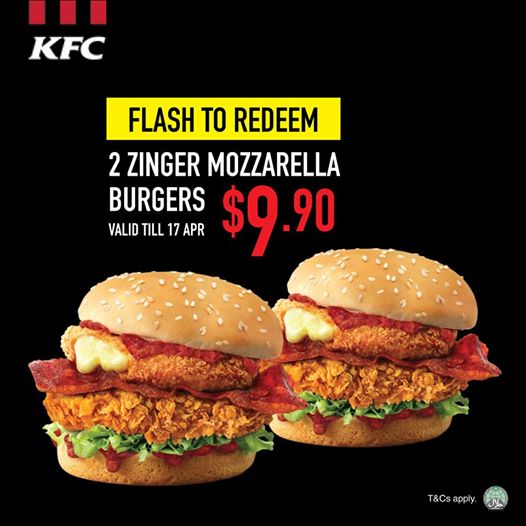 KFC
FLASH TO REDEEM
2 ZINGER MOZZARELLA
BURGERS $9.90
VALID TILL 17 APR
T&Cs apply.